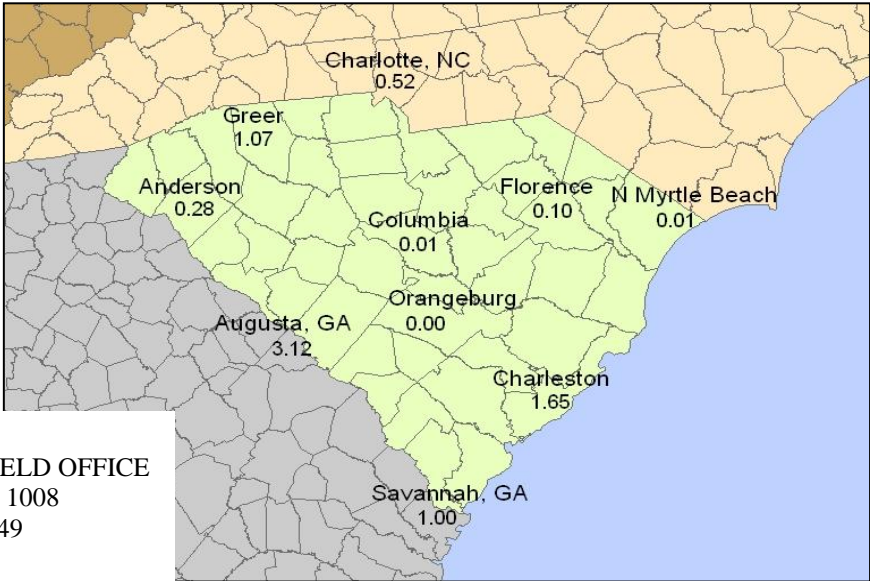 Charlotte, NC
0.52
Greer
1.07
Anderson
0.28
Florence
0.10
N Myrtle Beach
0.01
Columbia
0.01
Orangeburg
0.00
Augusta, GA
3.12
Charleston
1.65
ELD OFFICE
1008
49
Savannah, GA
1.00